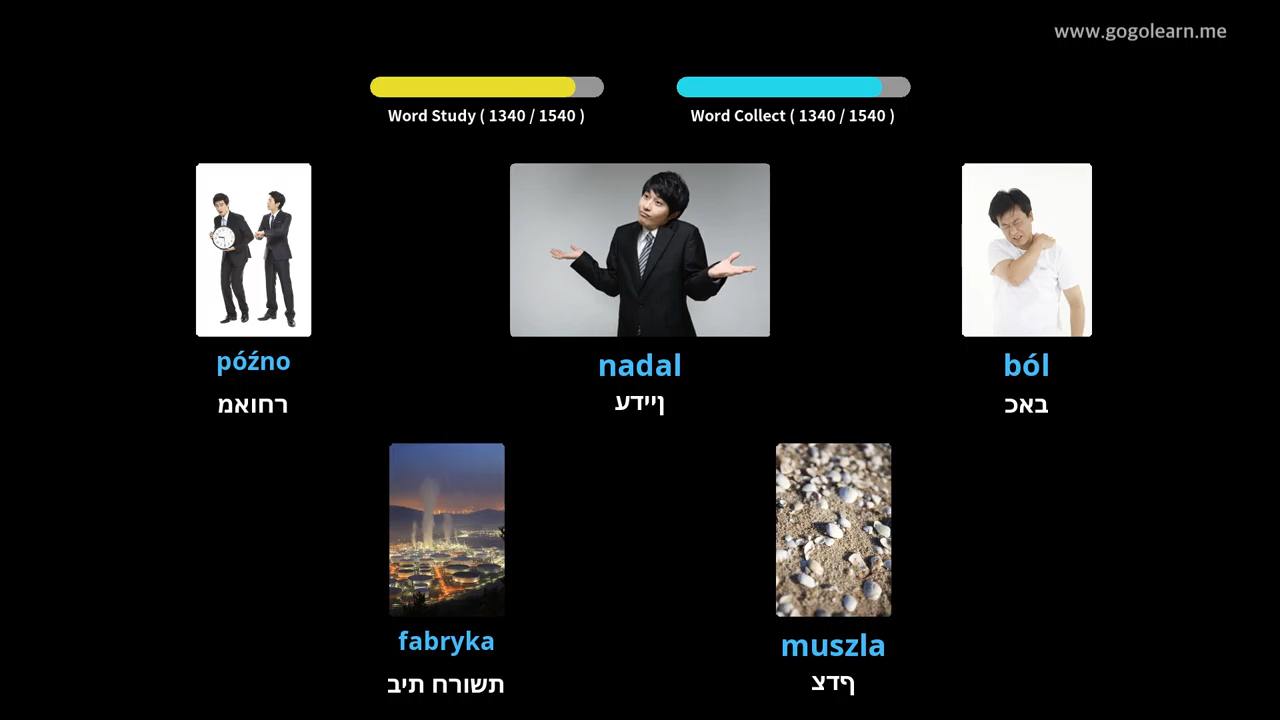 www.gogolearn.me
Word Study ( 1340 / 1540 )
Word Collect ( 1340 / 1540 )
późno
רחואמ
nadal
ןיידע
ból
באכ
fabryka
תשורח תיב
muszla
ףדצ